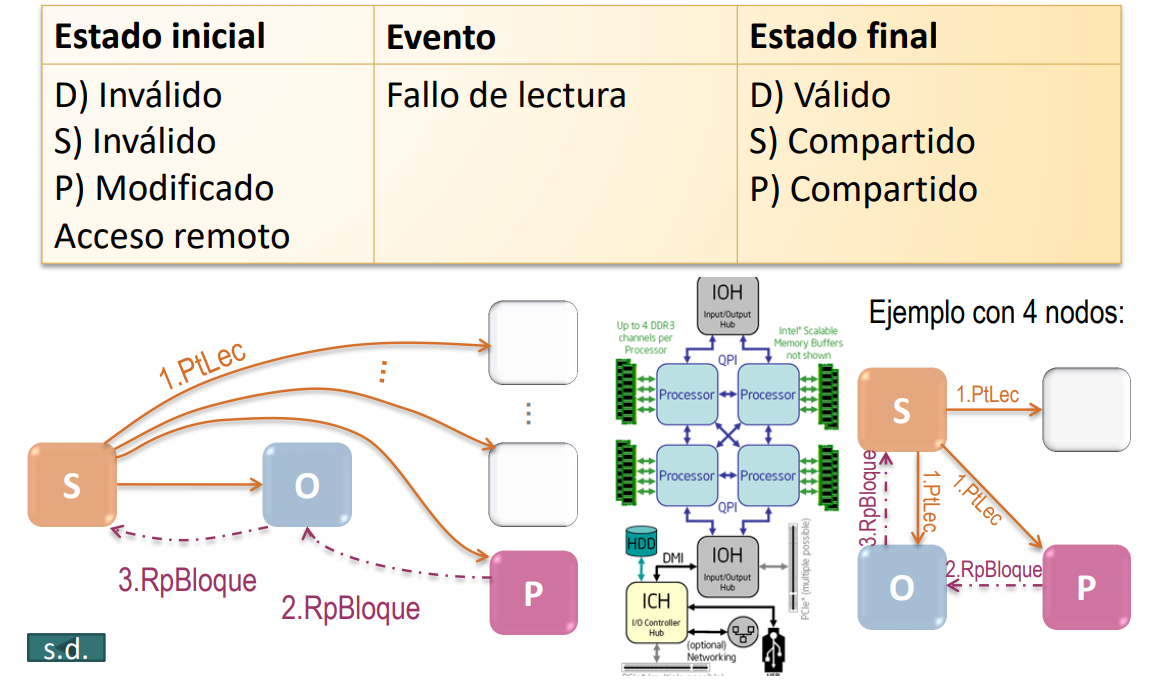 Estado inicial
Evento
Estado final
D) Inválido
S) Inválido
P) Modificado
Acceso remoto
Fallo de lectura
D) Válido
S) Compartido
P) Compartido
1.PtLec
...
...
S
O
P
3.RpBloque
2.RpBloque
s.d.
IOH
Input/Output
Hub
Up to 4 DDR3
channels per
Processor
Intel® Scalable
Memory Buffers
not shown
QPI
Processor
Processor
Processor
Processor
QPI
HDD
DMI
IOH
Input/Output
Hub
PCIe* (multiple possible)
ICH
I/O Controller
Hub
(optional)
Networking
Ejemplo con 4 nodos:
S
1.PtLec
1.PtLec
1.PtLec
3.RpBloque
O
2.RpBloque
P